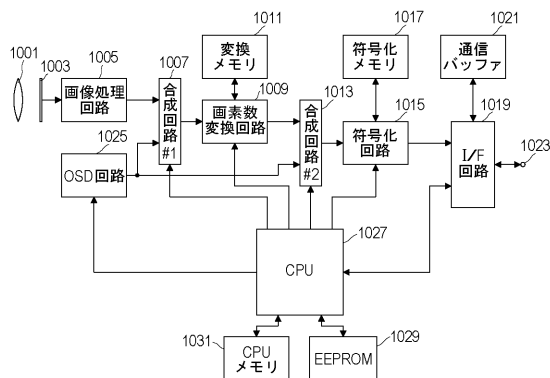 1001
1003
1005
画像処理
回路
1007
合成回路
#1
1011
変換
メモリ
1009
画素数
変換回路
1013
合成回路
#2
1017
符号化
メモリ
1015
符号化
回路
1021
通信
バッファ
1019
I/F
回路
1023
1025
OSD回路
1027
CPU
1031
CPU
メモリ
1029
EEPROM